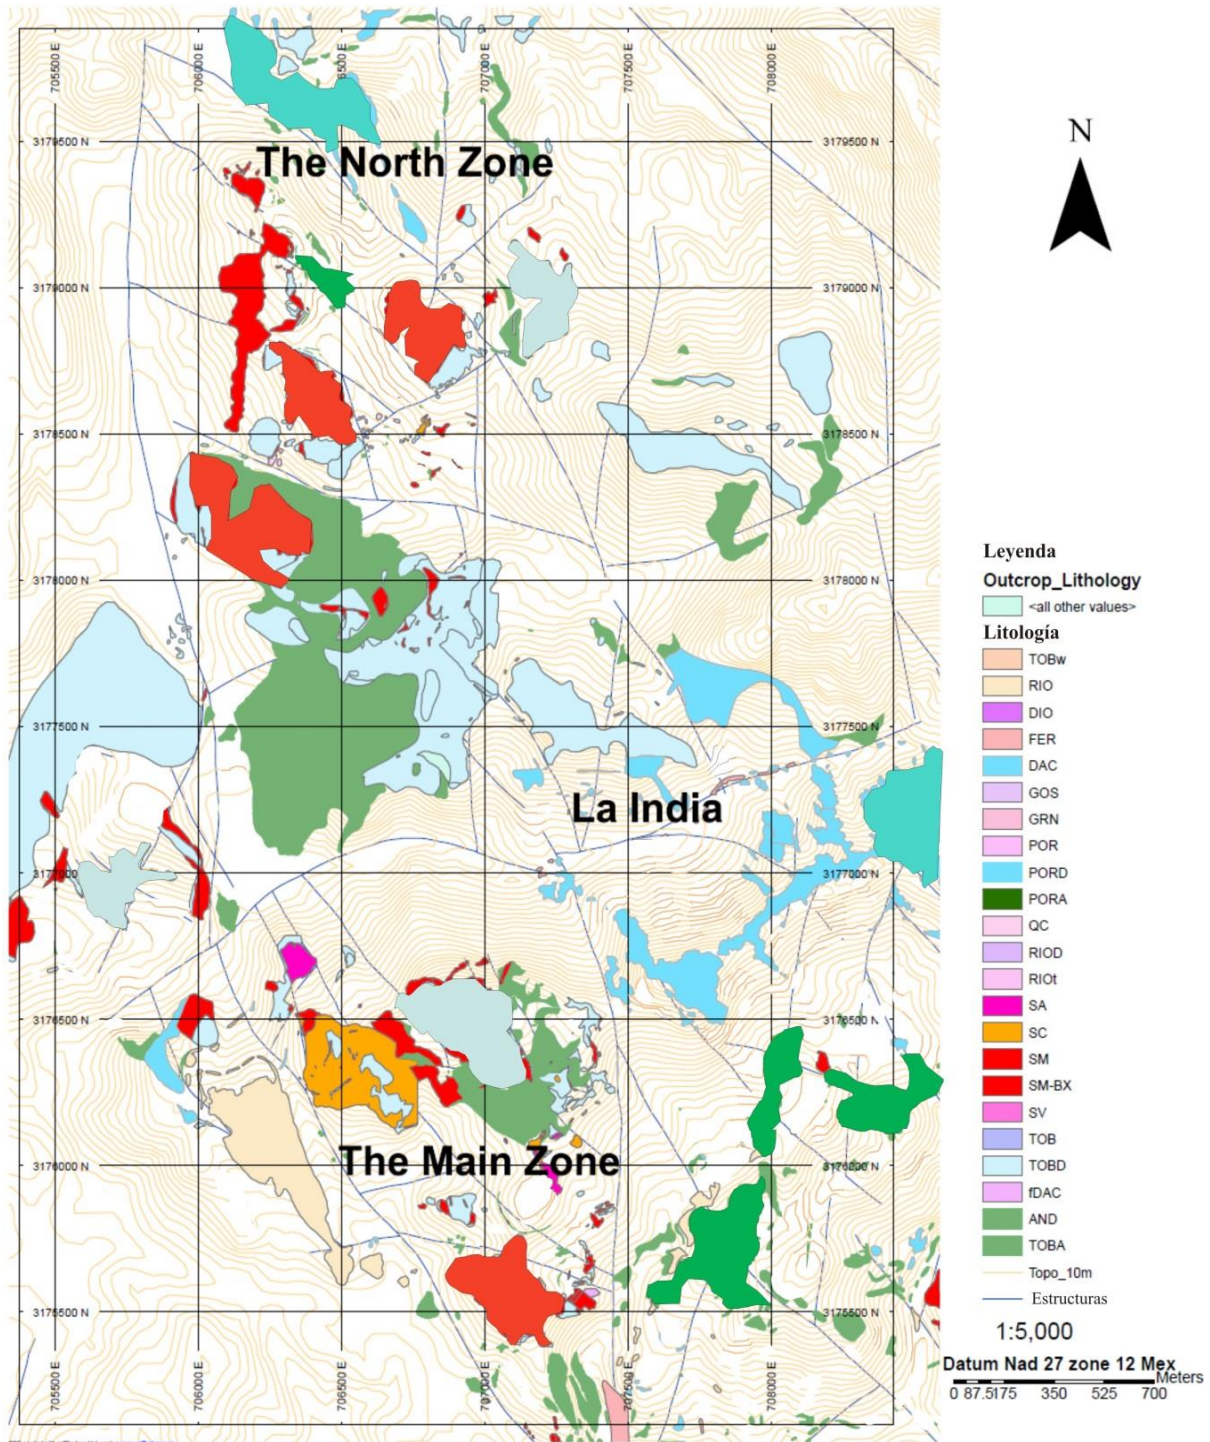 705500 E
706000 E
6500 E
707000 E
707500 E
708000 E
3179500 N
3179500 N
The North Zone
3179000 N
3179000 N
3178500 N
3178500 N
3178000 N
3178000 N
3177500 N
3177500 N
La India
3177000 N
3177000 N
3176500 N
3176500 N
The Main Zone
3176000 N
3176000 N
3175500 N
3175500 N
705500 E
706000 E
706500 E
707000 E
707500 E
708000 E
N
Leyenda
Outcrop_Lithology
<all other values>
Litología
TOBw
RIO
DIO
FER
DAC
GOS
GRN
POR
PORD
PORA
QC
RIOD
RIOt
SA
SC
SM
SM-BX
SV
TOB
TOBD
fDAC
AND
TOBA
Topo_10m
Estructuras
1:5,000
Datum Nad 27 zone 12 Mex
Meters
0 87.5175 350 525 700